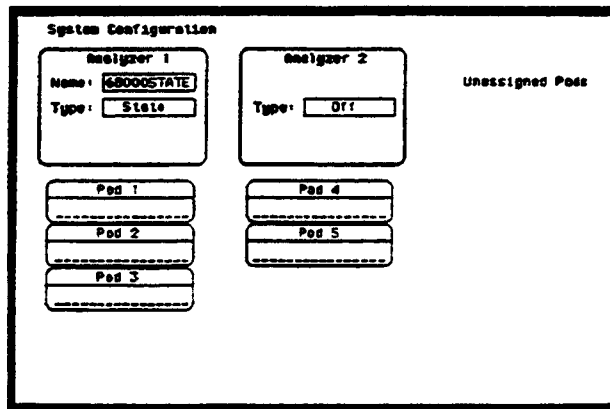 System Configuration
Analyzer 1
Name: 68000STATE
Type: State
Analyzer 2
Type: Off
Unassigned Pods
Pod 1
Pod 2
Pod 3
Pod 4
Pod 5